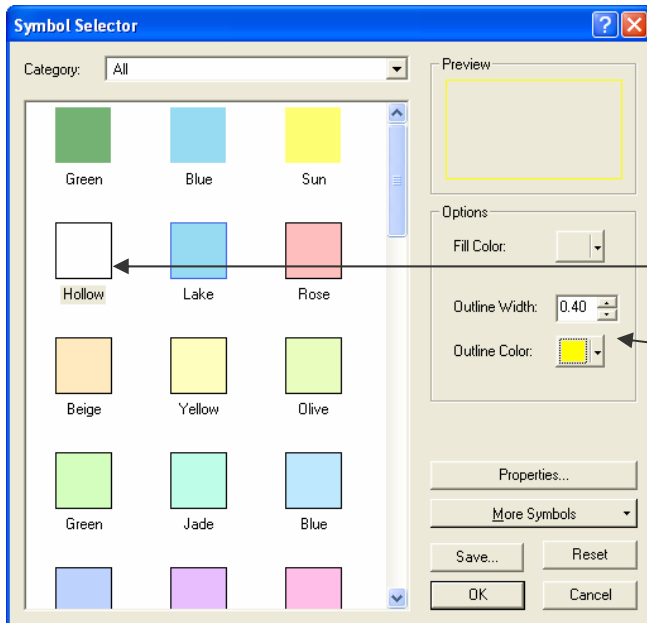 Symbol Selector
Category: All
Green Blue Sun
Hollow Lake Rose
Beige Yellow Olive
Green Jade Blue
Preview
Options
Fill Color:
Outline Width: 0.40
Outline Color:
Properties...
More Symbols
Save... Reset
OK Cancel